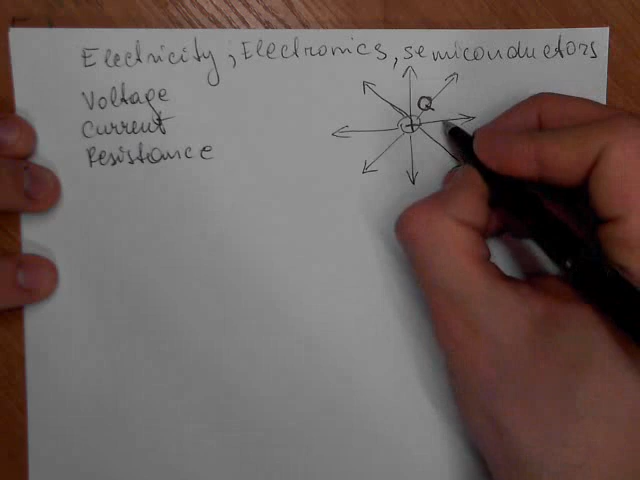 Electricity; Electronics, semiconductors
Voltage
Current
Resistance
Q
+